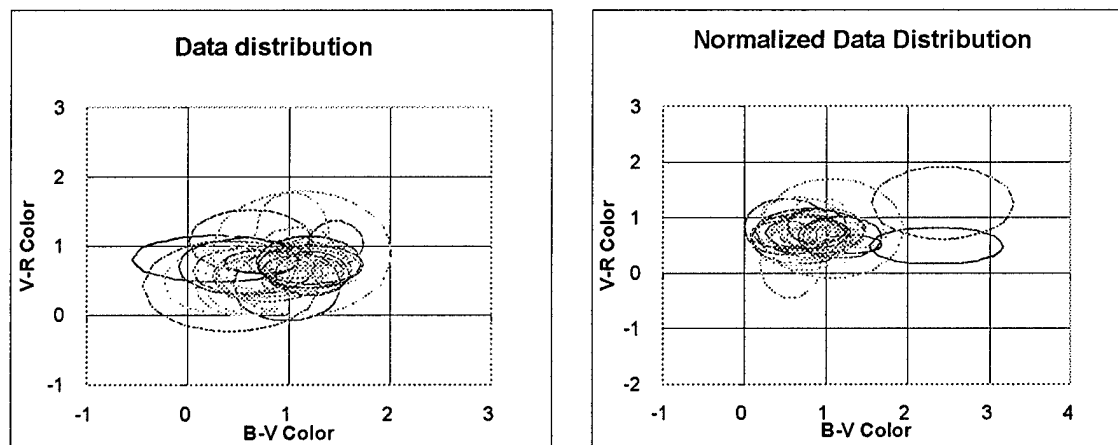 Data distribution
3
2
1
0
-1
V-R Color
-1 0 1 2 3
B-V Color
Normalized Data Distribution
3
2
1
0
-1
-2
V-R Color
-1 0 1 2 3 4
B-V Color